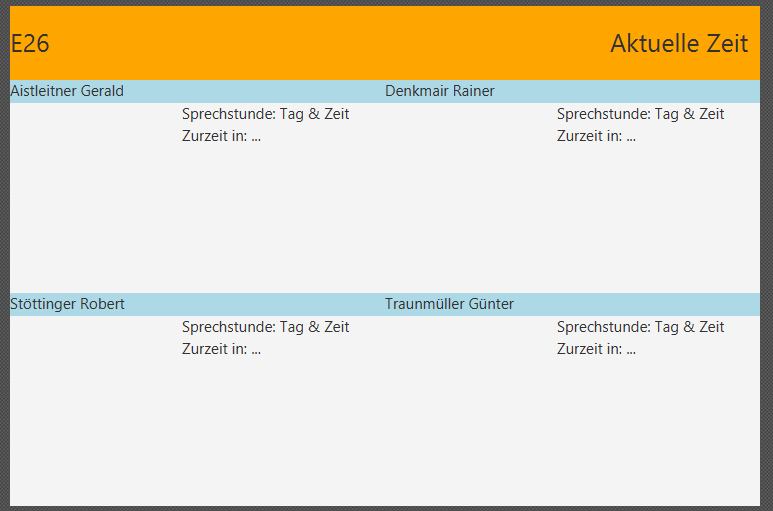 E26
Aktuelle Zeit
Aistleitner Gerald
Denkmair Rainer
Sprechstunde: Tag & Zeit
Sprechstunde: Tag & Zeit
Zurzeit in: ...
Zurzeit in: ...
Stöttinger Robert
Traunmüller Günter
Sprechstunde: Tag & Zeit
Sprechstunde: Tag & Zeit
Zurzeit in: ...
Zurzeit in: ...